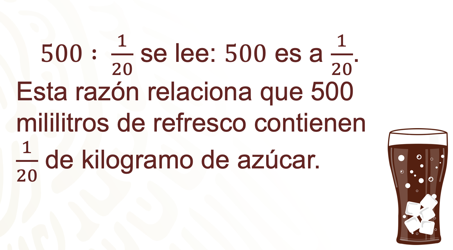 500 : 1/20 se lee: 500 es a 1/20.
Esta razón relaciona que 500
mililitros de refresco contienen
1/20 de kilogramo de azúcar.